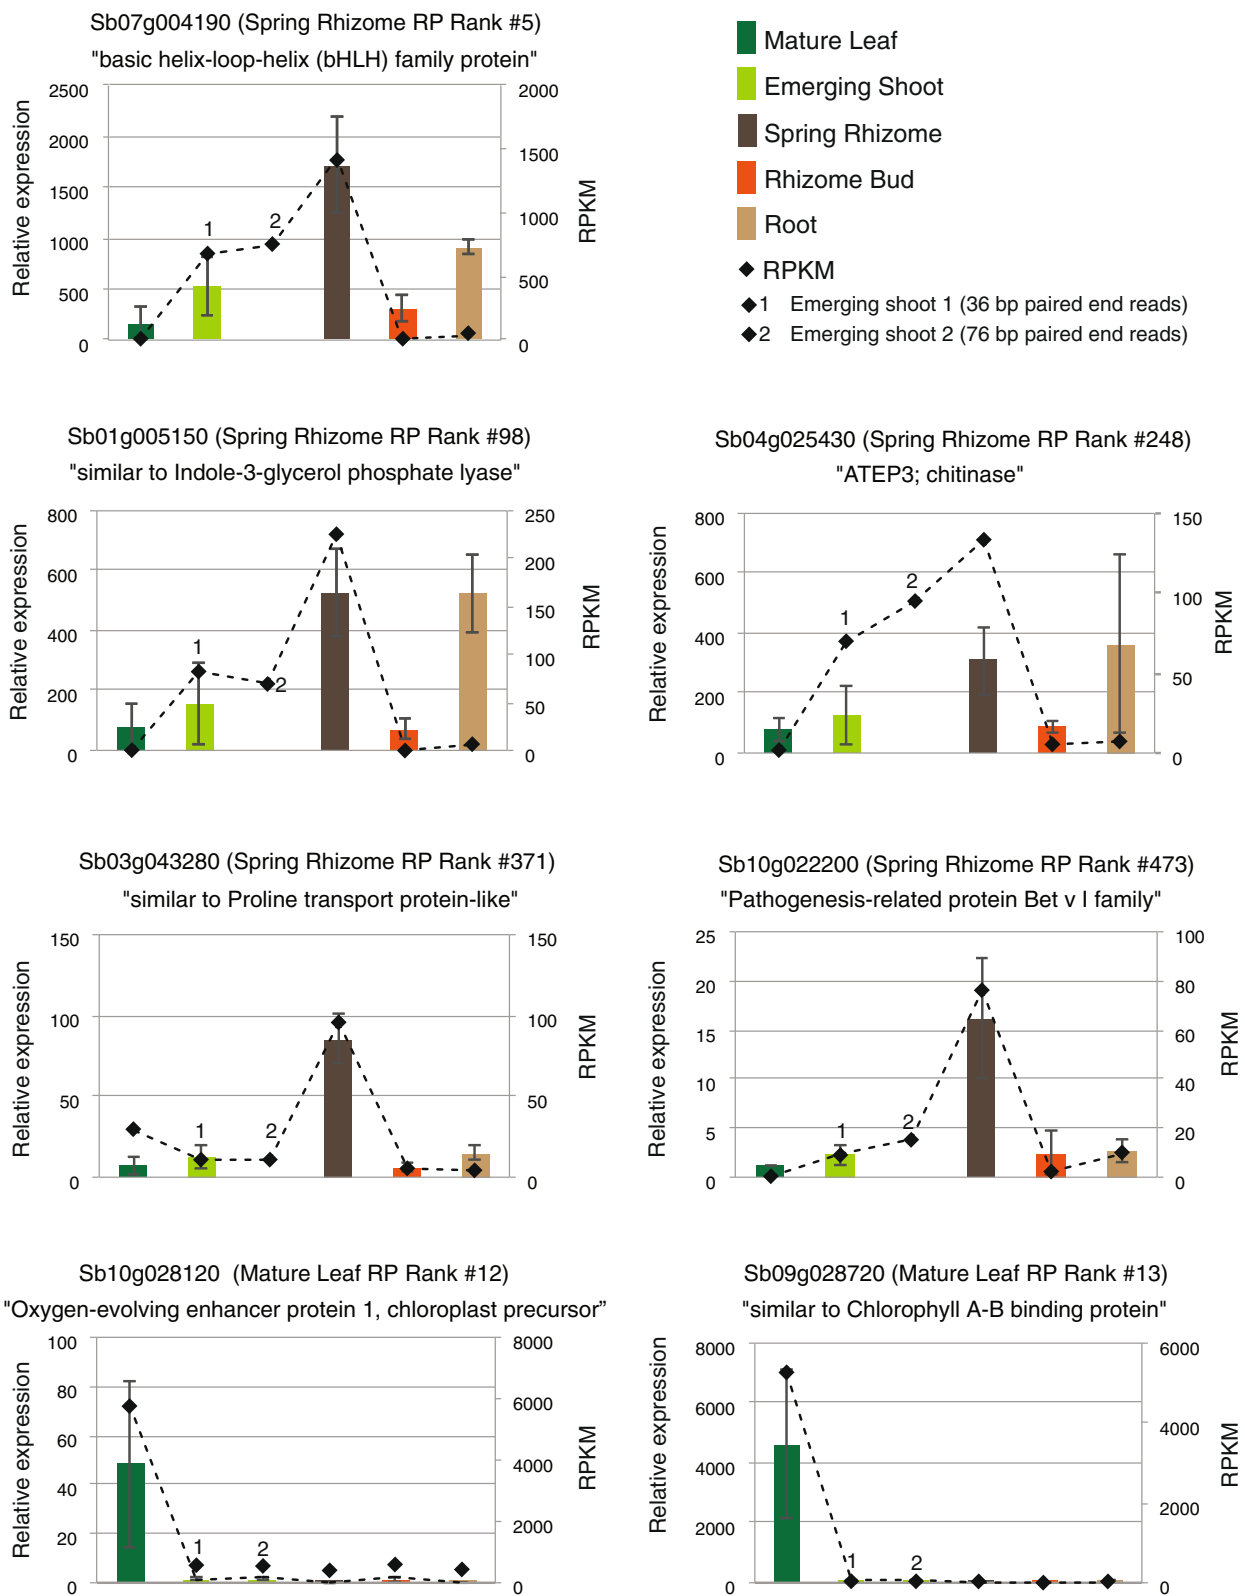 Sb07g004190 (Spring Rhizome RP Rank #5)
"basic helix-loop-helix (bHLH) family protein"
Relative expression
2500
2000
1500
1000
500
0
1
2
2000
1500
1000
500
0
RPKM
Mature Leaf
Emerging Shoot
Spring Rhizome
Rhizome Bud
Root
RPKM
1 Emerging shoot 1 (36 bp paired end reads)
2 Emerging shoot 2 (76 bp paired end reads)
Sb01g005150 (Spring Rhizome RP Rank #98)
"similar to Indole-3-glycerol phosphate lyase"
Relative expression
800
600
400
200
0
1
2
250
200
150
100
50
0
RPKM
Sb04g025430 (Spring Rhizome RP Rank #248)
"ATEP3; chitinase"
Relative expression
800
600
400
200
0
1
2
150
100
50
0
RPKM
Sb03g043280 (Spring Rhizome RP Rank #371)
"similar to Proline transport protein-like"
Relative expression
150
100
50
0
1
2
150
100
50
0
RPKM
Sb10g022200 (Spring Rhizome RP Rank #473)
"Pathogenesis-related protein Bet v I family"
Relative expression
25
20
15
10
5
0
1
2
100
80
60
40
20
0
RPKM
Sb10g028120 (Mature Leaf RP Rank #12)
"Oxygen-evolving enhancer protein 1, chloroplast precursor”
Relative expression
100
80
60
40
20
0
1
2
8000
6000
4000
2000
0
RPKM
Sb09g028720 (Mature Leaf RP Rank #13)
"similar to Chlorophyll A-B binding protein"
Relative expression
8000
6000
4000
2000
0
1
2
6000
4000
2000
0
RPKM